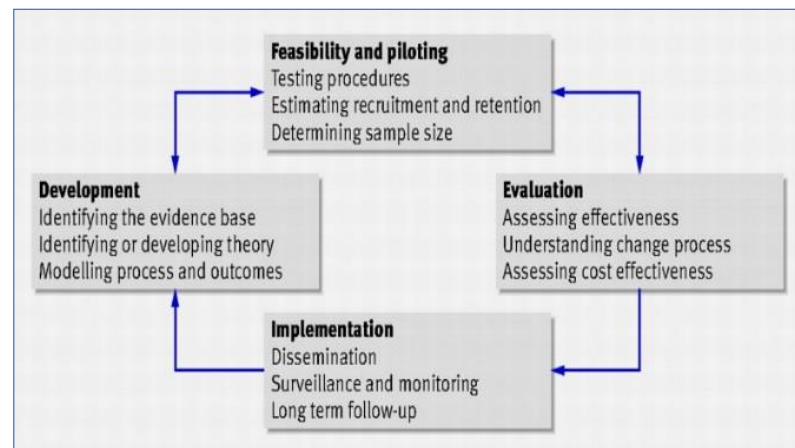 Feasibility and piloting
Testing procedures
Estimating recruitment and retention
Determining sample size
Development
Identifying the evidence base
Identifying or developing theory
Modelling process and outcomes
Evaluation
Assessing effectiveness
Understanding change process
Assessing cost effectiveness
Implementation
Dissemination
Surveillance and monitoring
Long term follow-up